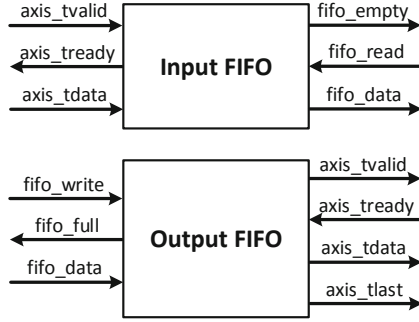 axis_tvalid
axis_tready
axis_tdata
Input FIFO
fifo_empty
fifo_read
fifo_data
fifo_write
fifo_full
fifo_data
Output FIFO
axis_tvalid
axis_tready
axis_tdata
axis_tlast